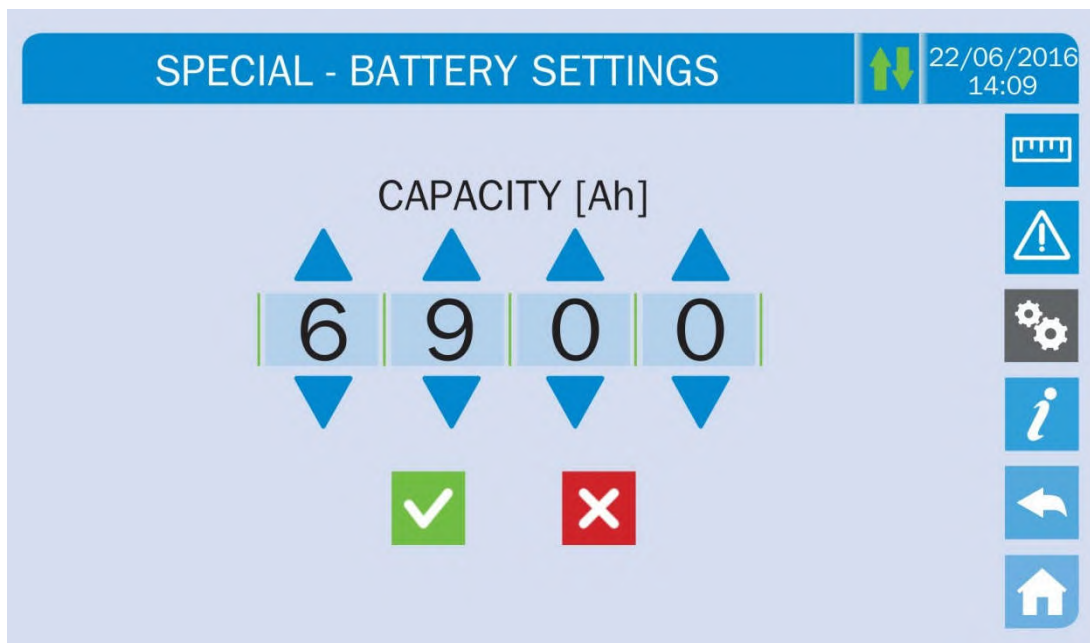 SPECIAL - BATTERY SETTINGS
22/06/2016
14:09
CAPACITY [Ah]
6 9 0 0
i